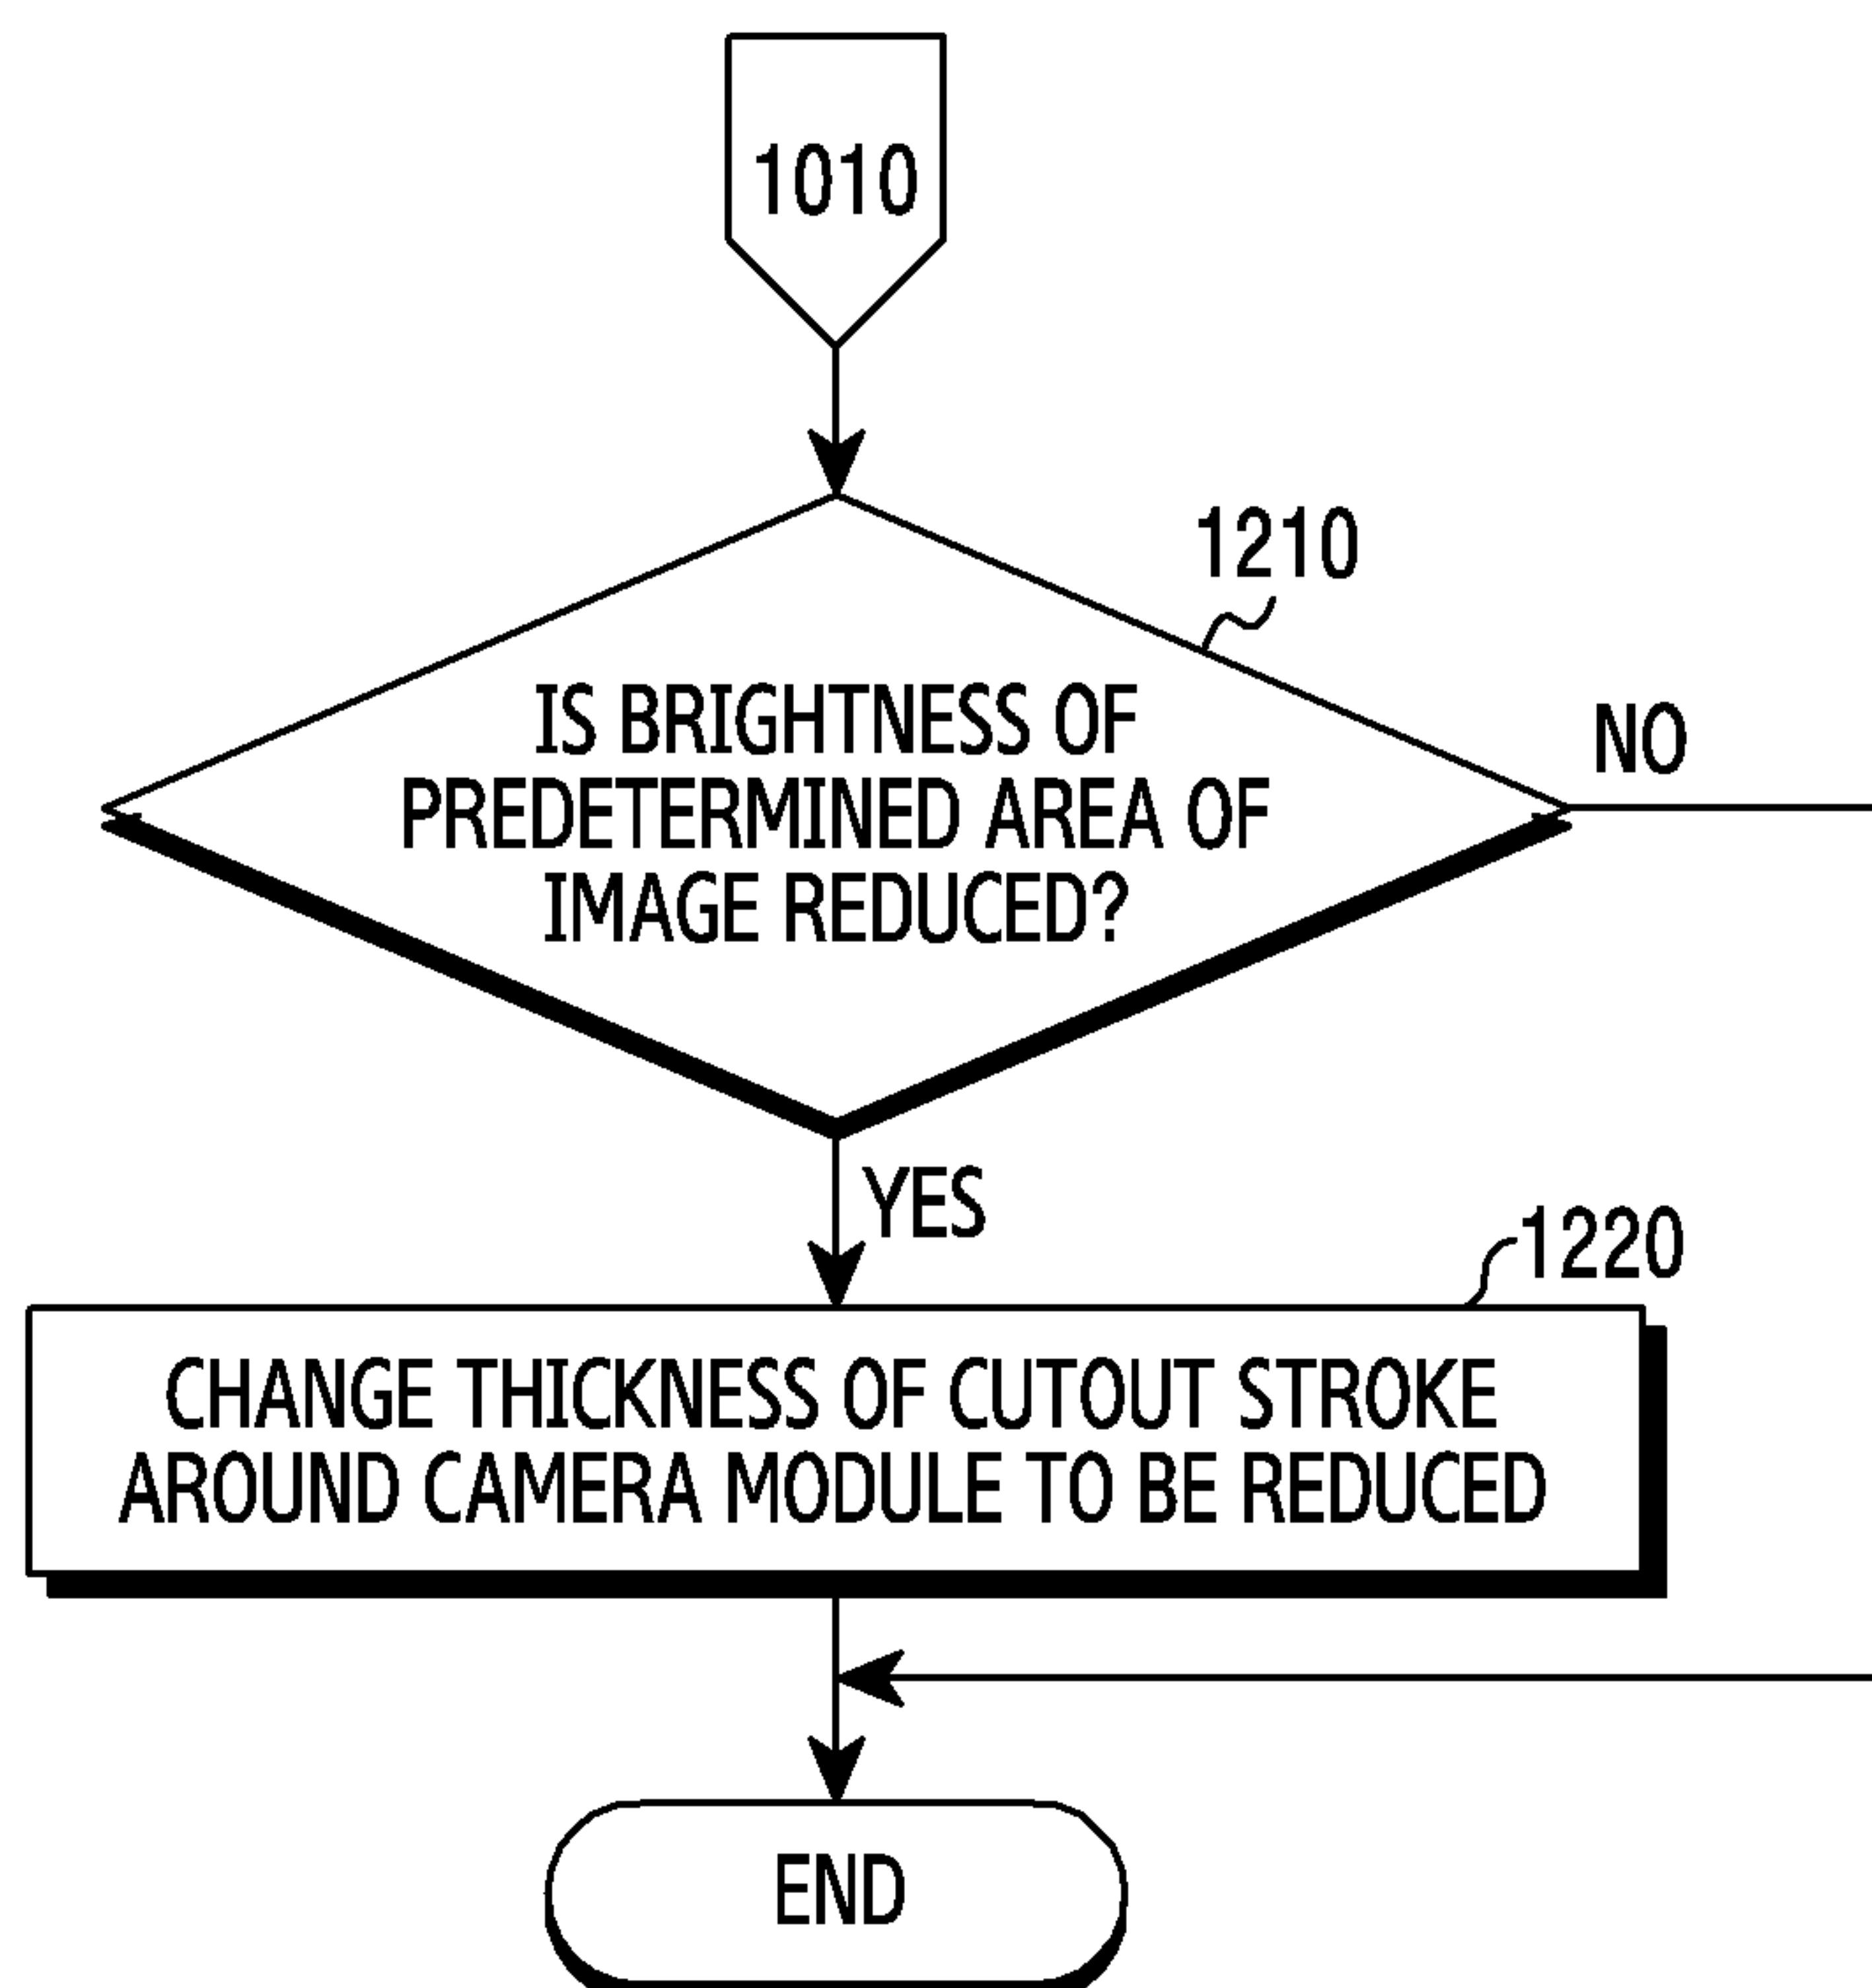 1010
1210
IS BRIGHTNESS OF
PREDETERMINED AREA OF
IMAGE REDUCED?
NO
YES
1220
CHANGE THICKNESS OF CUTOUT STROKE
AROUND CAMERA MODULE TO BE REDUCED
END